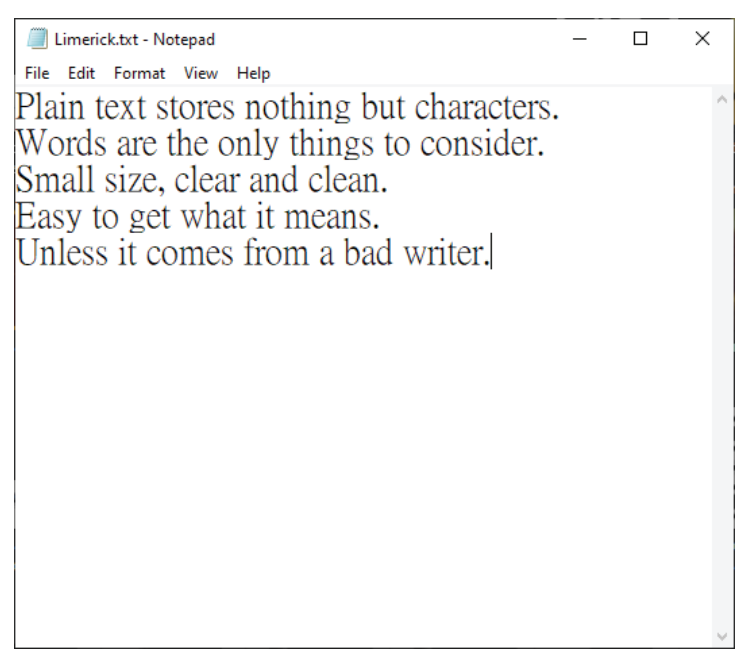 Limerick.txt - Notepad
File Edit Format View Help
Plain text stores nothing but characters.
Words are the only things to consider.
Small size, clear and clean.
Easy to get what it means.
Unless it comes from a bad writer.